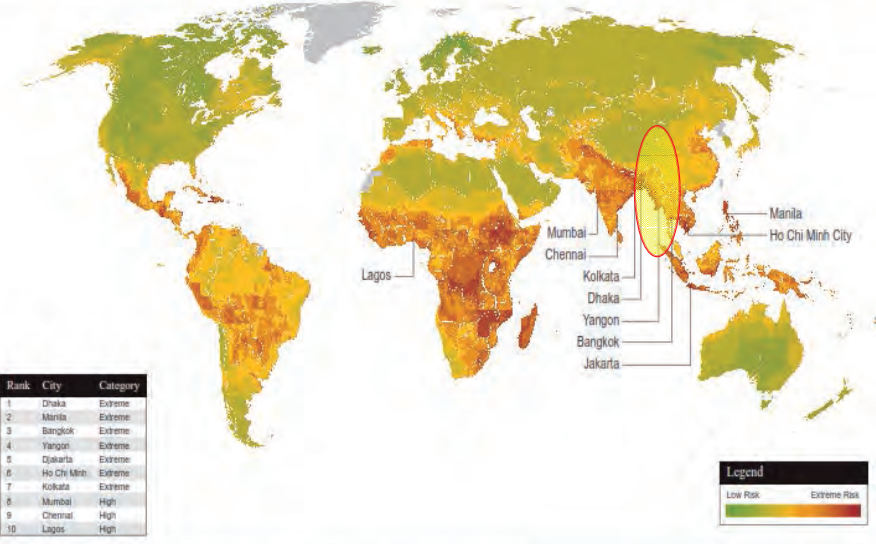 Manila
Ho Chi Minh City
Mumbai
Chennai
Lagos
Kolkata
Dhaka
Yangon
Bangkok
Jakarta
Rank City Category
1 Dhaka Extreme
2 Manila Extreme
3 Bangkok Extreme
4 Yangon Extreme
5 Djakarta Extreme
6 Ho Chi Minh Extreme
7 Kolkata Extreme
8 Mumbai High
9 Chennai High
10 Lagos High
Legend
Low Risk Extreme Risk